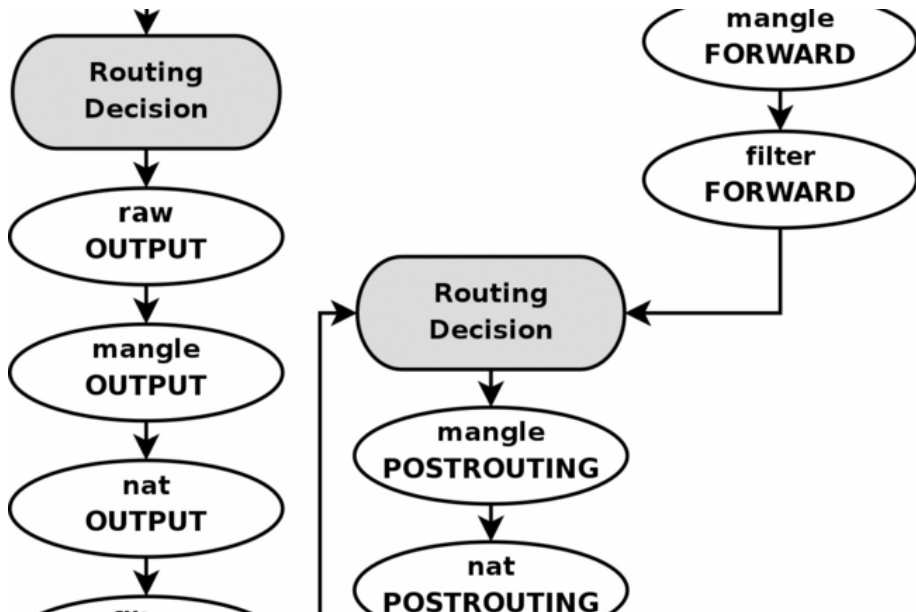 Routing
Decision
raw
OUTPUT
mangle
OUTPUT
nat
OUTPUT
mangle
FORWARD
filter
FORWARD
Routing
Decision
mangle
POSTROUTING
nat
POSTROUTING